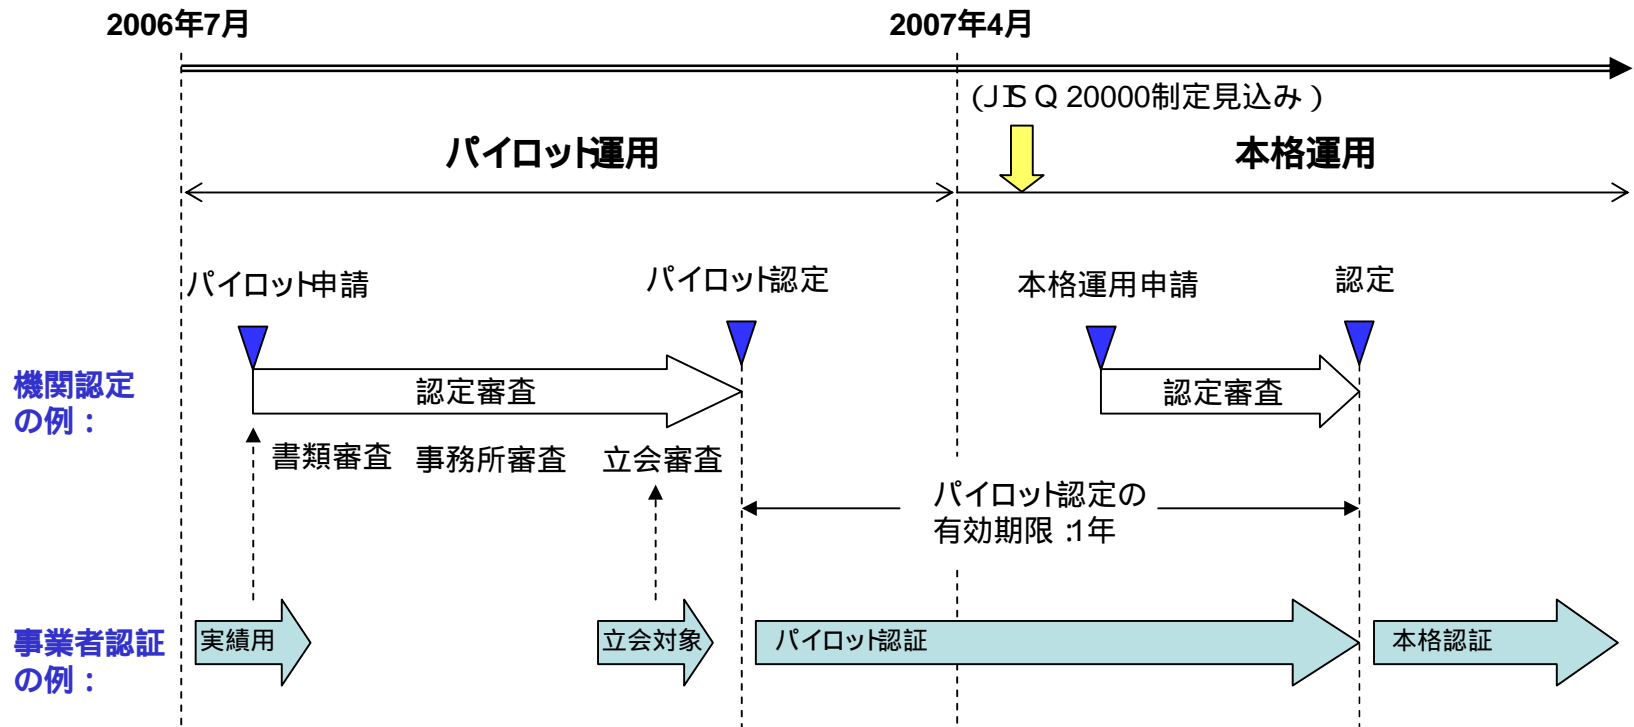 2006年7月
2007年4月
(JIS Q 20000制定見込み)
パイロット運用
本格運用
パイロット申請
パイロット認定
本格運用申請
認定
機関認定
の例：
認定審査
認定審査
書類審査
事務所審査
立会審査
パイロット認定の
有効期限:1年
事業者認証
の例：
実績用
立会対象
パイロット認証
本格認証